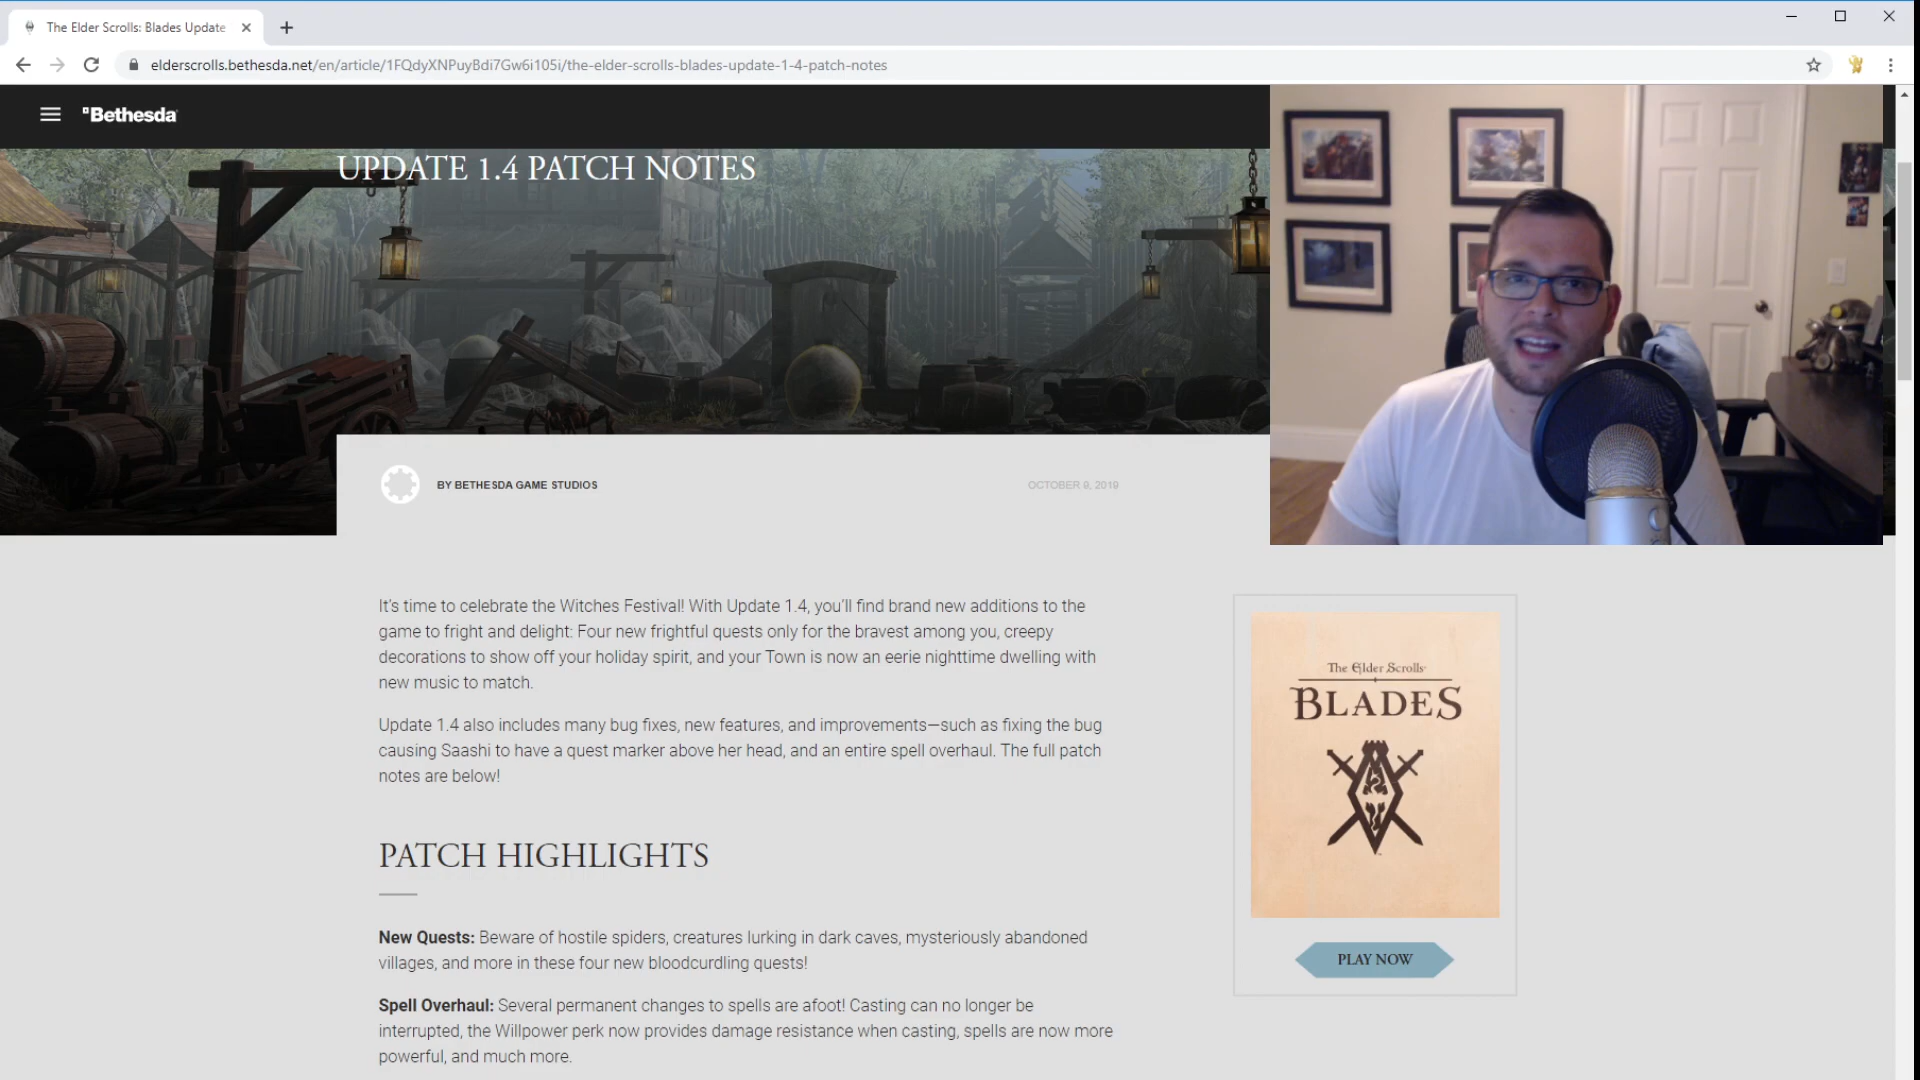 The Elder Scrolls: Blades Update
elderscrolls.bethesda.net/en/article/1FQdyXNPuyBdi7Gw6i105i/the-elder-scrolls-blades-update-1-4-patch-notes
Bethesda
UPDATE 1.4 PATCH NOTES
BY BETHESDA GAME STUDIOS
OCTOBER 9, 2019
It's time to celebrate the Witches Festival! With Update 1.4, you'll find brand new additions to the
game to fright and delight: Four new frightful quests only for the bravest among you, creepy
decorations to show off your holiday spirit, and your Town is now an eerie nighttime dwelling with
new music to match.
Update 1.4 also includes many bug fixes, new features, and improvements—such as fixing the bug
causing Saashi to have a quest marker above her head, and an entire spell overhaul. The full patch
notes are below!
PATCH HIGHLIGHTS
New Quests: Beware of hostile spiders, creatures lurking in dark caves, mysteriously abandoned
villages, and more in these four new bloodcurdling quests!
Spell Overhaul: Several permanent changes to spells are afoot! Casting can no longer be
interrupted, the Willpower perk now provides damage resistance when casting, spells are now more
powerful, and much more.
The Elder Scrolls
BLADES
PLAY NOW